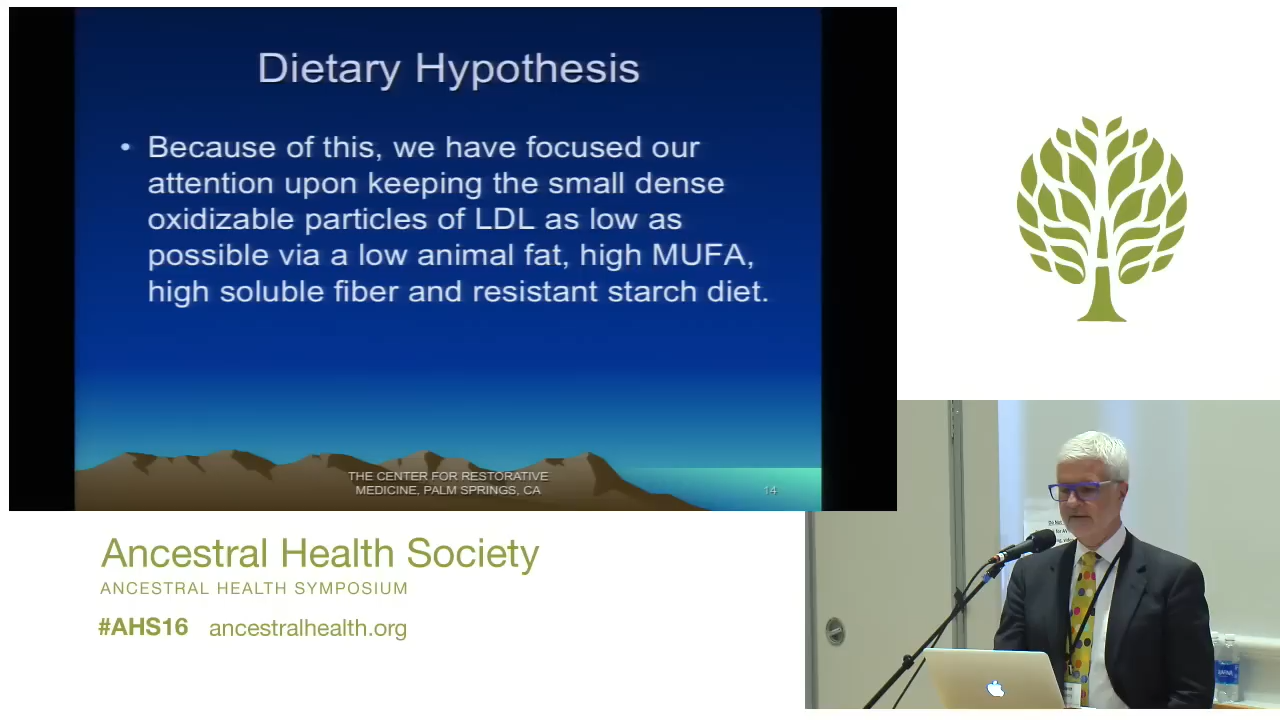 Dietary Hypothesis
• Because of this, we have focused our
attention upon keeping the small dense
oxidizable particles of LDL as low as
possible via a low animal fat, high MUFA,
high soluble fiber and resistant starch diet.
THE CENTER FOR RESTORATIVE
MEDICINE, PALM SPRINGS, CA
14
Ancestral Health Society
ANCESTRAL HEALTH SYMPOSIUM
#AHS16 ancestralhealth.org